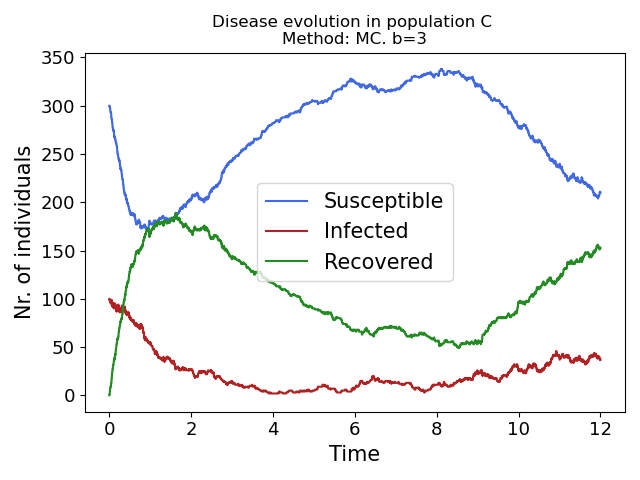 Disease evolution in population C
Method: MC. b=3
Nr. of individuals
350
300
250
200
150
100
50
0
Susceptible
Infected
Recovered
0 2 4 6 8 10 12
Time